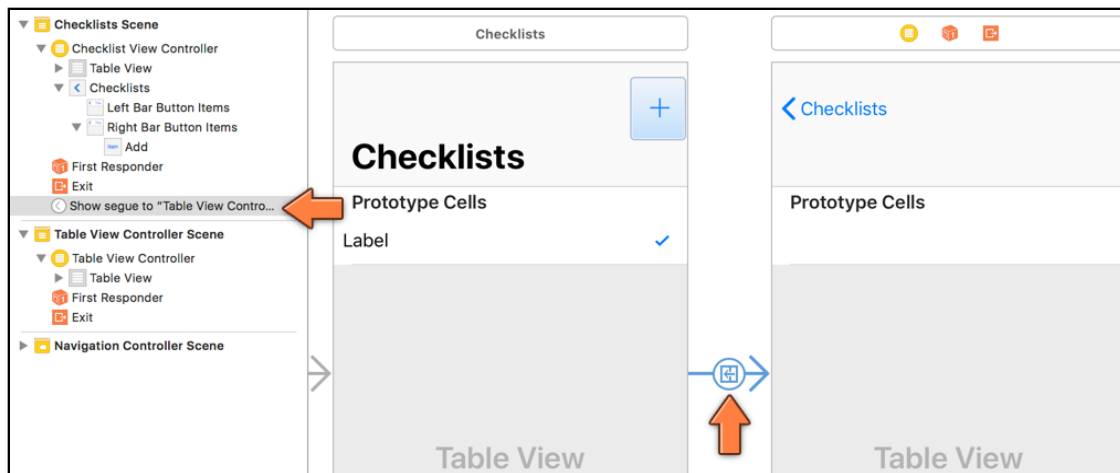 Checklists Scene
Checklist View Controller
Table View
Checklists
Left Bar Button Items
Right Bar Button Items
Item Add
First Responder
Exit
Show segue to “Table View Contro...
Table View Controller Scene
Table View Controller
Table View
First Responder
Exit
Navigation Controller Scene
Checklists
+
Checklists
Prototype Cells
Label
Table View
Checklists
Prototype Cells
Table View